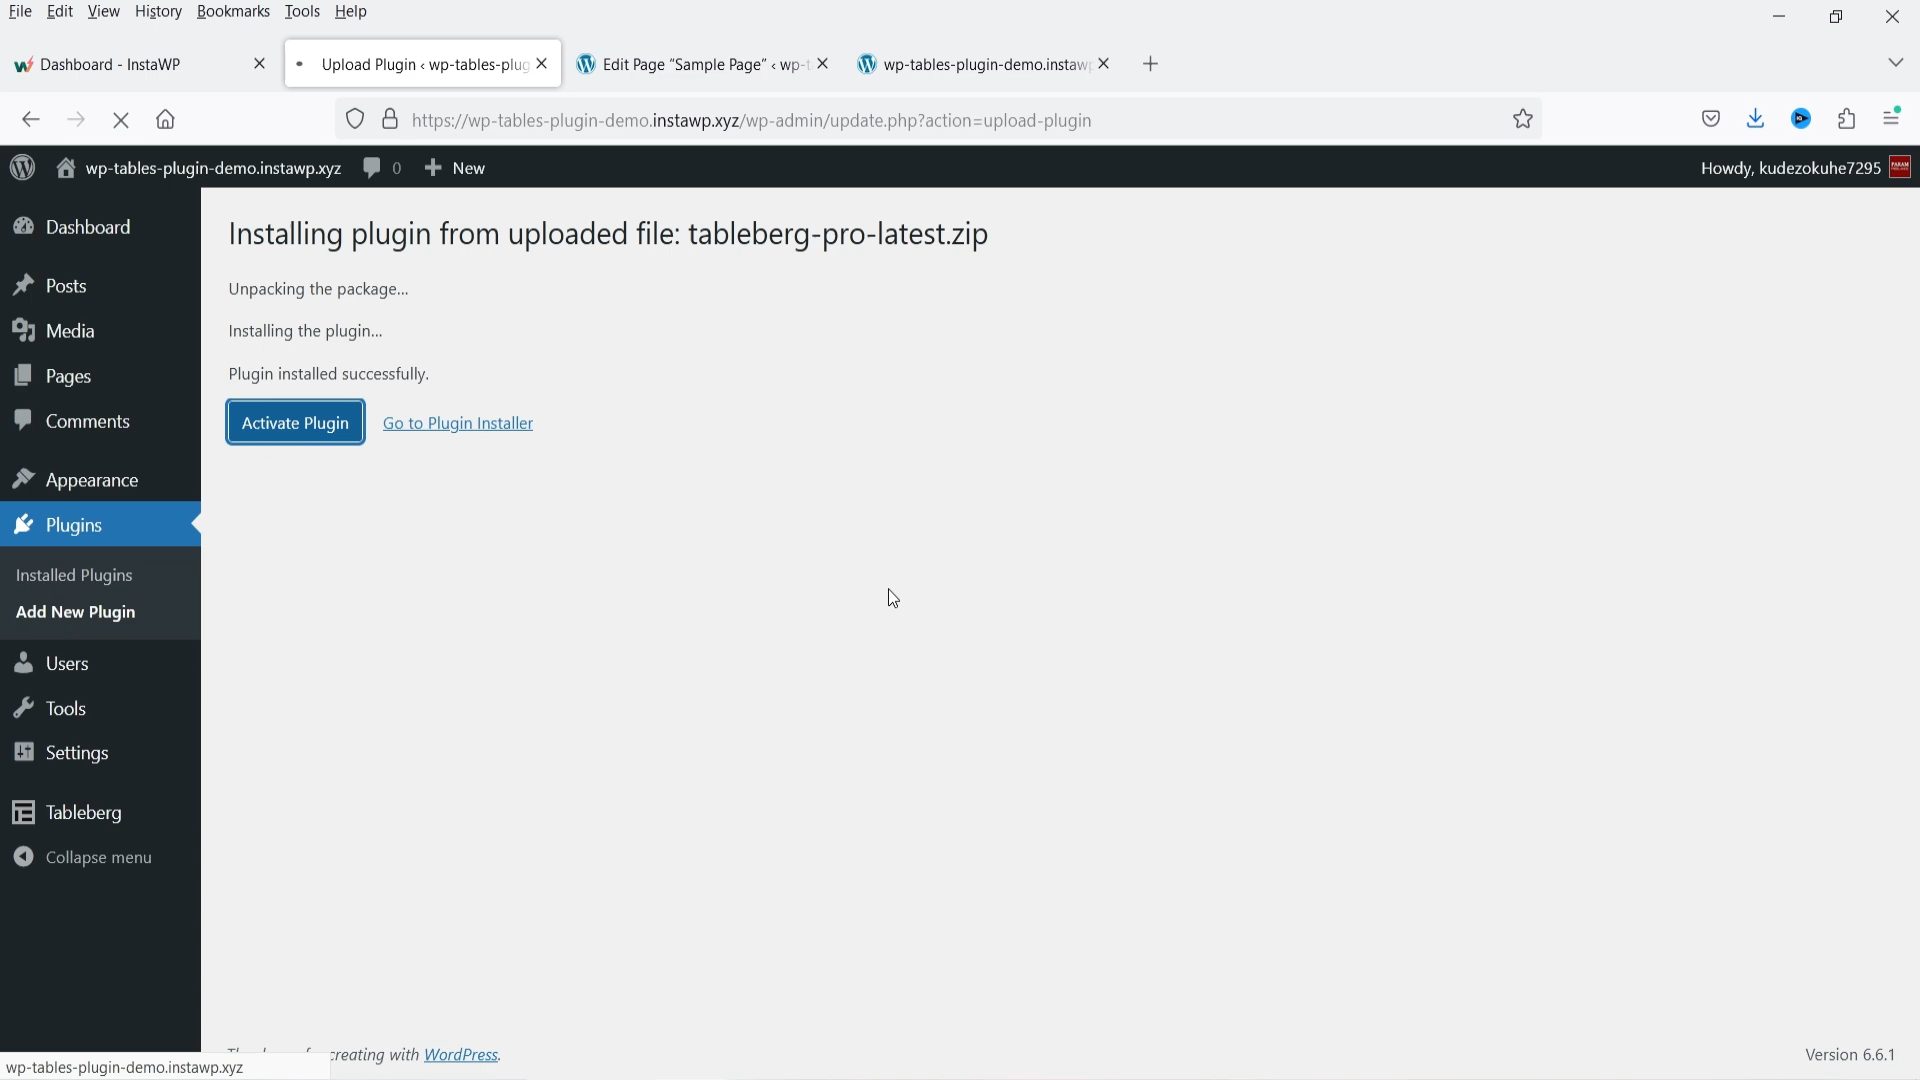 File Edit View History Bookmarks Tools Help
Dashboard - InstaWP
Upload Plugin ‹ wp-tables-plug
Edit Page “Sample Page” ‹ wp-t
wp-tables-plugin-demo.instaw
https://wp-tables-plugin-demo.instawp.xyz/wp-admin/update.php?action=upload-plugin
wp-tables-plugin-demo.instawp.xyz 0 New
Howdy, kudezokuhe7295
Dashboard
Posts
Media
Pages
Comments
Appearance
Plugins
Installed Plugins
Add New Plugin
Users
Tools
Settings
Tableberg
Collapse menu
Installing plugin from uploaded file: tableberg-pro-latest.zip
Unpacking the package…
Installing the plugin…
Plugin installed successfully.
Activate Plugin Go to Plugin Installer
creating with WordPress.
Version 6.6.1
wp-tables-plugin-demo.instawp.xyz